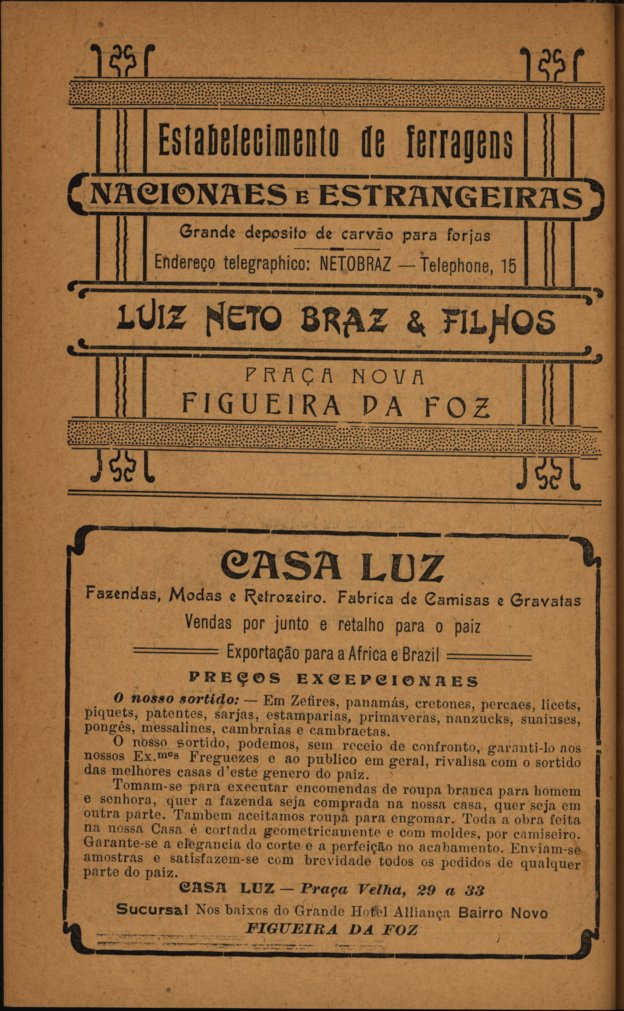 Estabelecimento de ferragens
NACIONAES E ESTRANGEIRAS
Grande deposito de carvão para forjas
Endereço telegraphico: NETOBRAZ — Telephone, 15
LUIZ NETO BRAZ & FILHOS
PRAÇA NOVA
FIGUEIRA DA FOZ
CASA LUZ
Fazendas, Modas e Retrozeiro. Fabrica de Camisas e Gravatas
Vendas por junto e retalho para o paiz
Exportação para a Africa e Brazil
PREÇOS EXCEPCIONAES
O nosso sortido: — Em Zefires, panamás, cretones, percaes, licets,
piquets, patentes, sarjas, estamparias, primaveras, nanzucks, suaiuses,
pongés, messalines, cambraias e cambraetas.
O nosso sortido, podemos, sem receio de confronto, garanti-lo aos
nossos Ex.mos Freguezes e ao publico em geral, rivalisa com o sortido
das melhores casas d'este genero do paiz.
Tomam-se para executar encomendas de roupa branca para homem
e senhora, quer a fazenda seja comprada na nossa casa, quer seja em
outra parte. Tambem aceitamos roupa para engomar. Toda a obra feita
na nossa Casa é cortada geometricamente e com moldes, por camiseiro.
Garante-se a elegancia do corte e a perfeição no acabamento. Enviam-se
amostras e satisfazem-se com brevidade todos os pedidos de qualquer
parte do paiz.
CASA LUZ — Praça Velha, 29 a 33
Sucursal Nos baixos do Grande Hotel Alliança Bairro Novo
FIGUEIRA DA FOZ